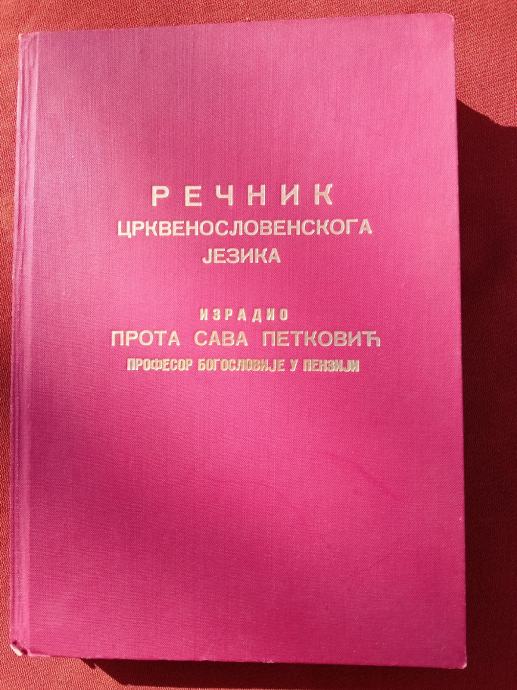 РЕЧНИК
ЦРКВЕНОСЛОВЕНСКОГА
ЈЕЗИКА
ИЗРАДИО
ПРОТА САВА ПЕТКОВИЋ
ПРОФЕСОР БОГОСЛОВИЈЕ У ПЕНЗИЈИ